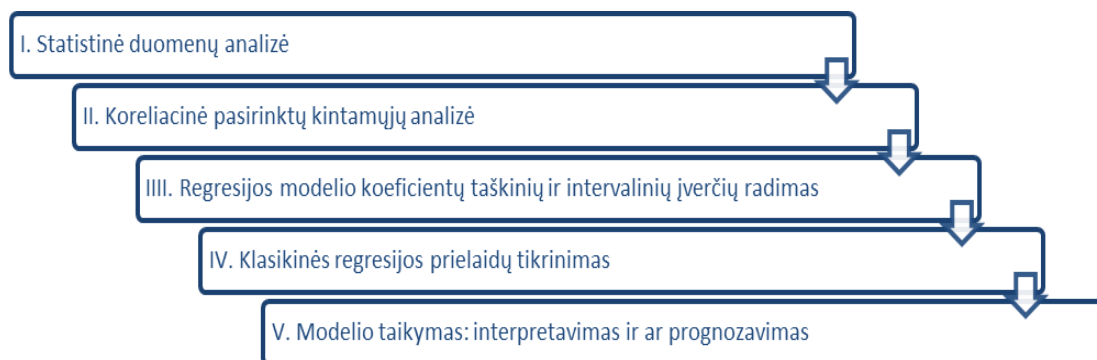 I. Statistinė duomenų analizė
II. Koreliacinė pasirinktų kintamųjų analizė
IIII. Regresijos modelio koeficientų taškinių ir intervalinių įverčių radimas
IV. Klasikinės regresijos prielaidų tikrinimas
V. Modelio taikymas: interpretavimas ir ar prognozavimas